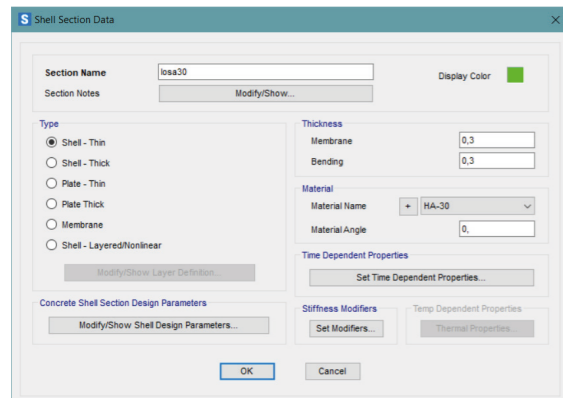 S Shell Section Data
Section Name losa30 Display Color
Section Notes Modify/Show...
Type
Shell - Thin
Shell - Thick
Plate - Thin
Plate Thick
Membrane
Shell - Layered/Nonlinear
Modify/Show Layer Definition...
Concrete Shell Section Design Parameters
Modify/Show Shell Design Parameters...
Thickness
Membrane 0,3
Bending 0,3
Material
Material Name + HA-30
Material Angle 0,
Time Dependent Properties
Set Time Dependent Properties...
Stiffness Modifiers
Set Modifiers...
Temp Dependent Properties
Thermal Properties...
OK Cancel